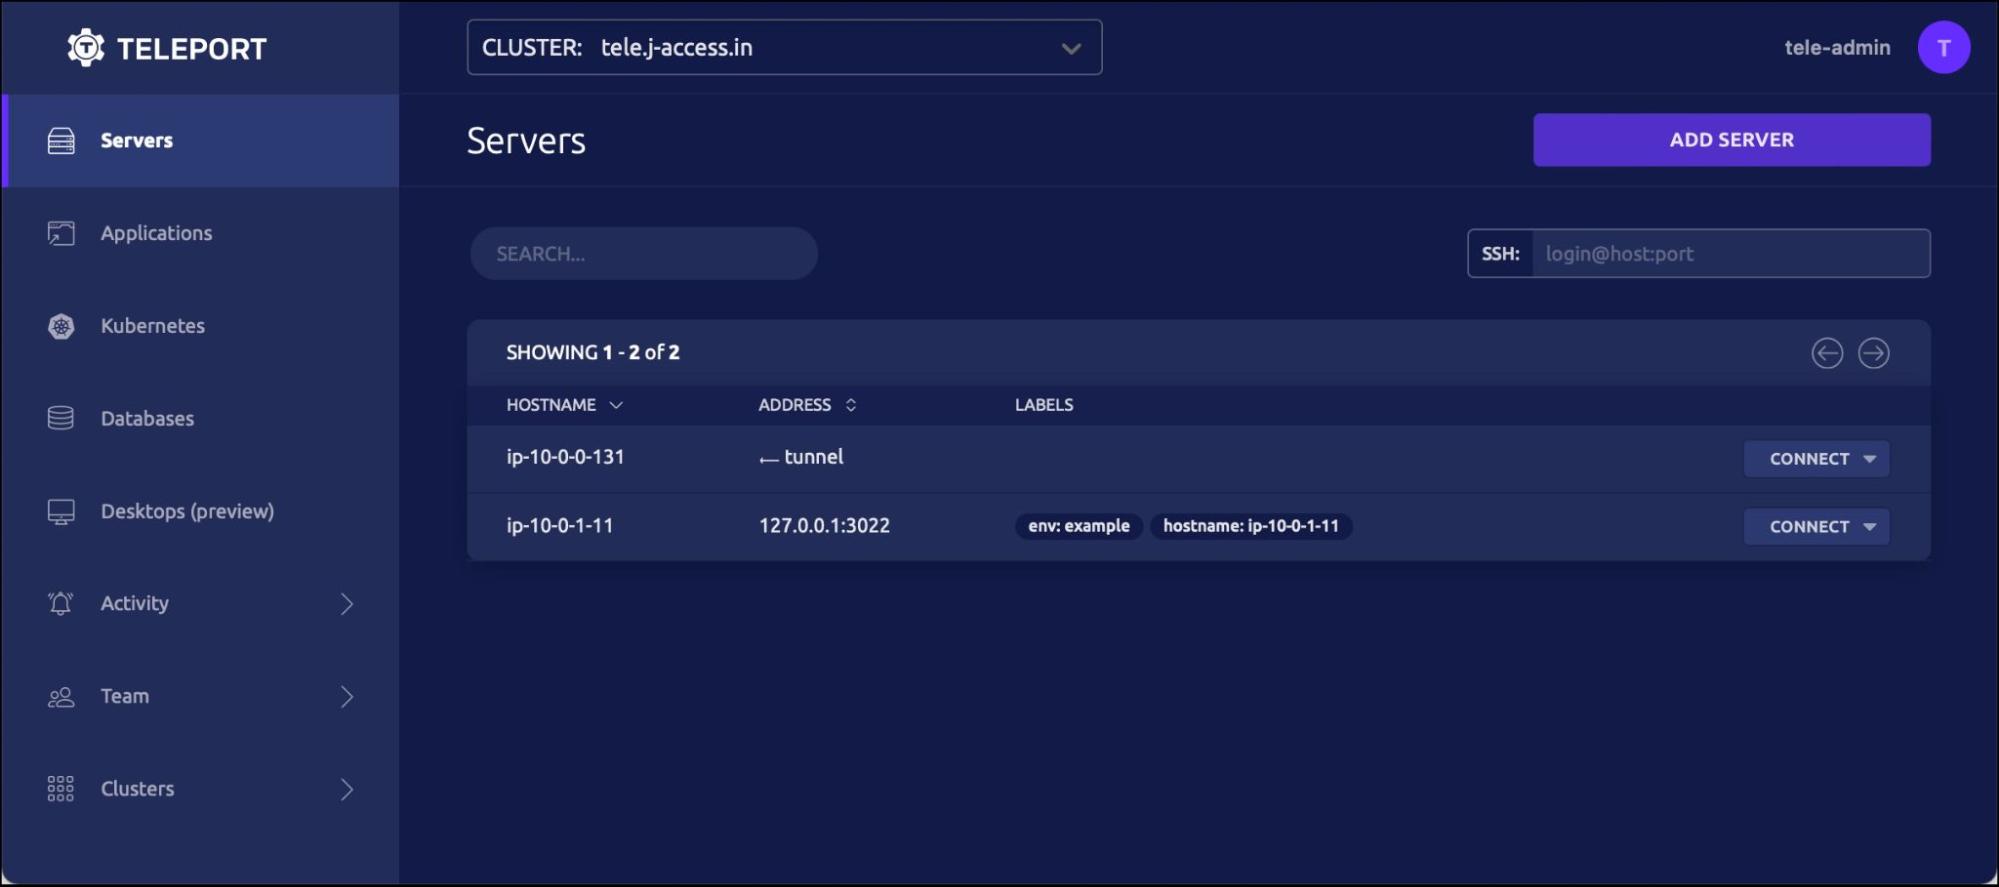 TELEPORT
CLUSTER: tele.j-access.in
tele-admin
T
Servers
Applications
Kubernetes
Databases
Desktops (preview)
Activity
Team
Clusters
Servers
ADD SERVER
SEARCH...
SSH: login@host:port
SHOWING 1 - 2 of 2
HOSTNAME ADDRESS LABELS
ip-10-0-0-131 ← tunnel CONNECT
ip-10-0-1-11 127.0.0.1:3022 env: example hostname: ip-10-0-1-11 CONNECT